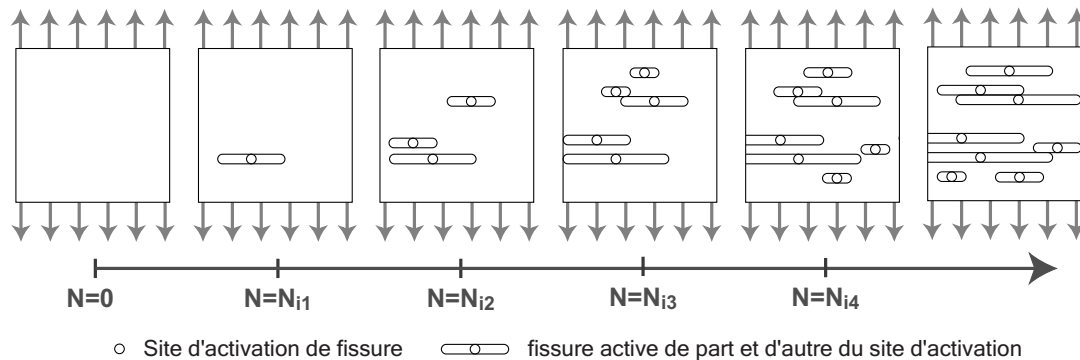 N=0
N=Ni1
N=Ni2
N=Ni3
N=Ni4
Site d'activation de fissure
fissure active de part et d'autre du site d'activation